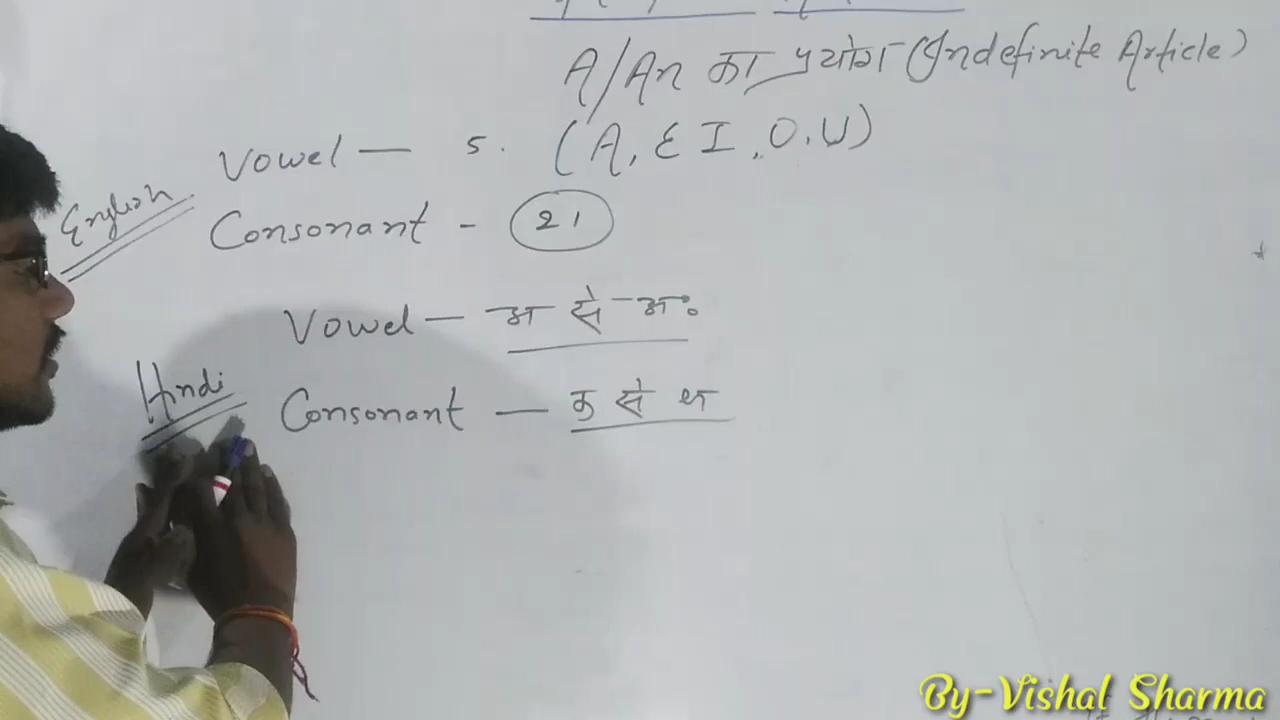 A/An का प्रयोग (Indefinite Article)
Vowel — 5. (A, E I, O, U)
English
Consonant - 21
Vowel — अ से अः
Hindi
Consonant — क से ज्ञ
By-Vishal Sharma